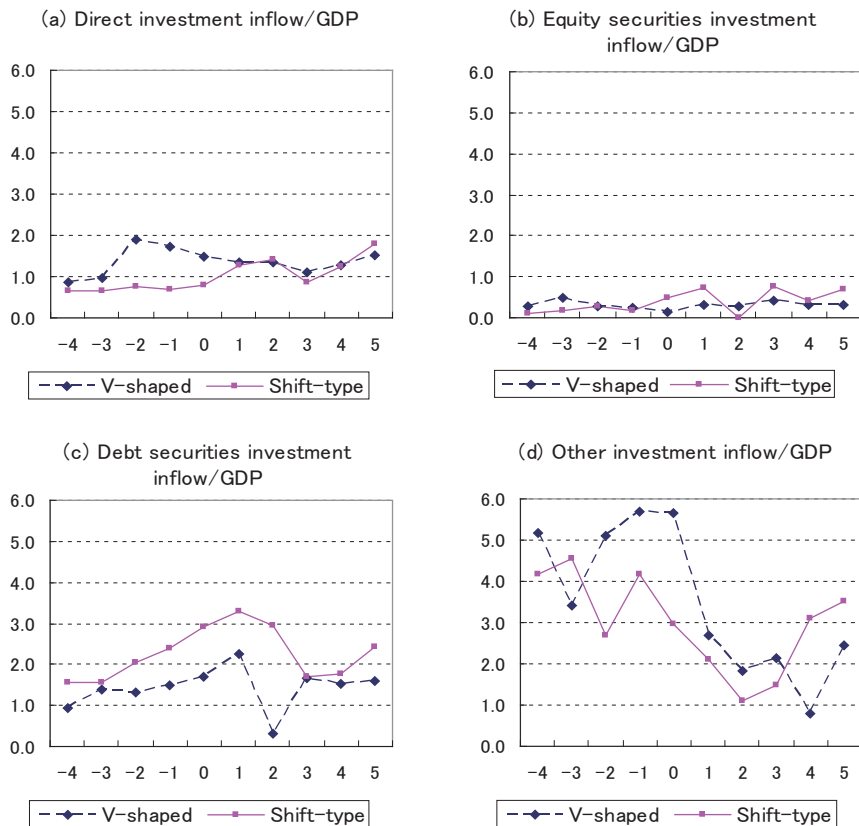 (a) Direct investment inflow/GDP
6.0
5.0
4.0
3.0
2.0
1.0
0.0
-4 -3 -2 -1 0 1 2 3 4 5
V-shaped Shift-type
(b) Equity securities investment
inflow/GDP
6.0
5.0
4.0
3.0
2.0
1.0
0.0
-4 -3 -2 -1 0 1 2 3 4 5
V-shaped Shift-type
(c) Debt securities investment
inflow/GDP
6.0
5.0
4.0
3.0
2.0
1.0
0.0
-4 -3 -2 -1 0 1 2 3 4 5
V-shaped Shift-type
(d) Other investment inflow/GDP
6.0
5.0
4.0
3.0
2.0
1.0
0.0
-4 -3 -2 -1 0 1 2 3 4 5
V-shaped Shift-type